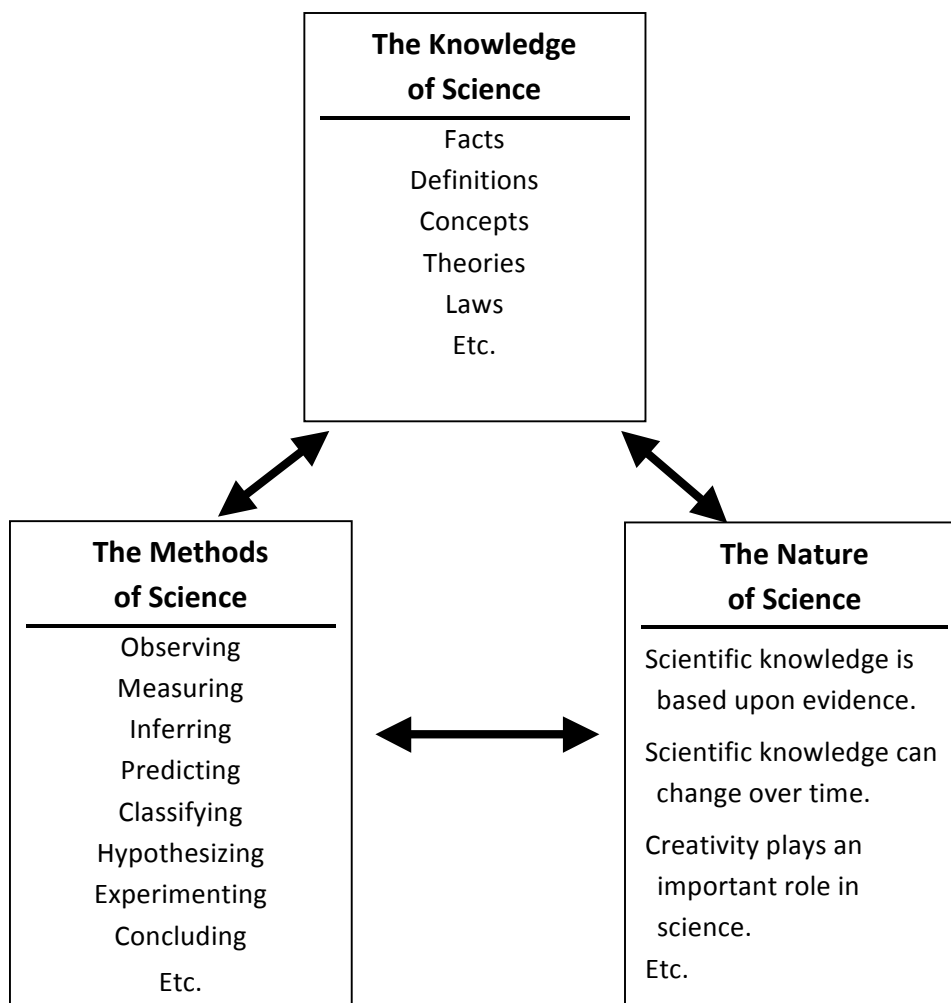 The Knowledge
of Science
Facts
Definitions
Concepts
Theories
Laws
Etc.
The Methods
of Science
Observing
Measuring
Inferring
Predicting
Classifying
Hypothesizing
Experimenting
Concluding
Etc.
The Nature
of Science
Scientific knowledge is
based upon evidence.
Scientific knowledge can
change over time.
Creativity plays an
important role in
science.
Etc.